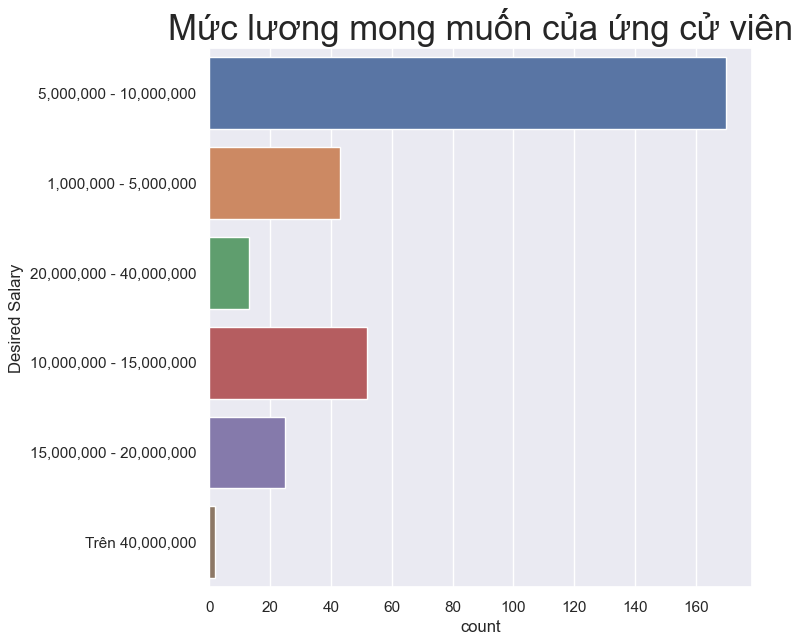 Mức lương mong muốn của ứng cử viên
5,000,000 - 10,000,000
1,000,000 - 5,000,000
20,000,000 - 40,000,000
10,000,000 - 15,000,000
15,000,000 - 20,000,000
Trên 40,000,000
Desired Salary
0 20 40 60 80 100 120 140 160
count